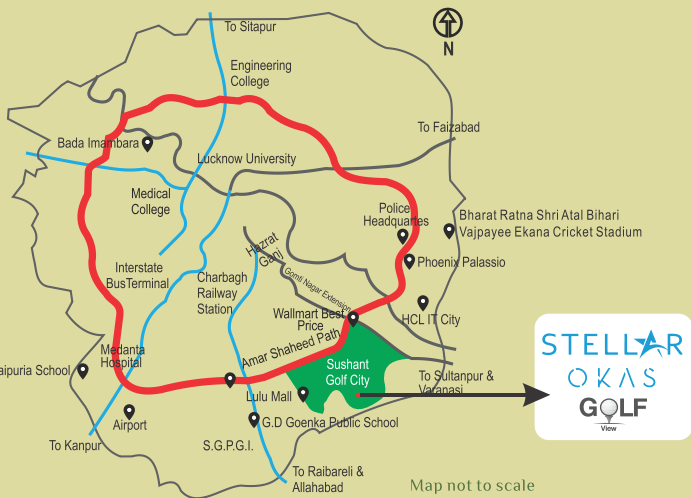 To Sitapur
N
Engineering
College
To Faizabad
Bada Imambara
Lucknow University
Medical
College
Police
Headquartes
Bharat Ratna Shri Atal Bihari
Vajpayee Ekana Cricket Stadium
Hazrat
Ganj
Phoenix Palassio
Interstate
BusTerminal
Charbagh
Railway
Station
Gomti Nagar Extension
Wallmart Best
Price
HCL IT City
Amar Shaheed Path
Medanta
Hospital
aipuria School
Sushant
Golf City
To Sultanpur &
Varanasi
STELLAR
OKAS
GOLF
View
Lulu Mall
Airport
G.D Goenka Public School
To Kanpur
S.G.P.G.I.
To Raibareli &
Allahabad
Map not to scale